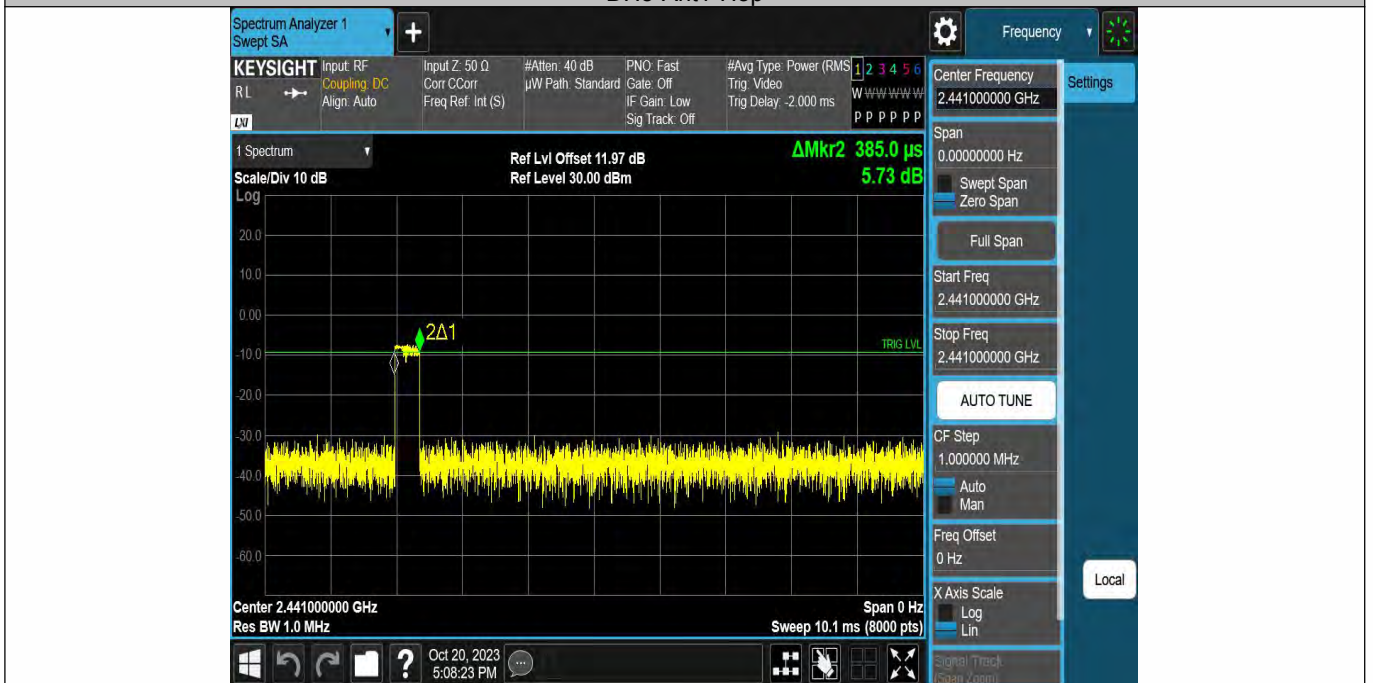 Spectrum Analyzer 1
Swept SA
+
Frequency
KEYSIGHT
RL
LXI
Input: RF
Coupling: DC
Align: Auto
Input Z: 50 Ω
Corr CCorr
Freq Ref: Int (S)
#Atten: 40 dB
µW Path: Standard
PNO: Fast
Gate: Off
IF Gain: Low
Sig Track: Off
#Avg Type: Power (RMS
Trig: Video
Trig Delay: -2.000 ms
1 2 3 4 5 6
W W W W W W
P P P P P P
1 Spectrum
Scale/Div 10 dB
Ref Lvl Offset 11.97 dB
Ref Level 30.00 dBm
ΔMkr2 385.0 µs
5.73 dB
Log
20.0
10.0
0.00
-10.0
-20.0
-30.0
-40.0
-50.0
-60.0
2Δ1
TRIG LVL
Center 2.441000000 GHz
Res BW 1.0 MHz
Span 0 Hz
Sweep 10.1 ms (8000 pts)
Center Frequency
2.441000000 GHz
Settings
Span
0.00000000 Hz
Swept Span
Zero Span
Full Span
Start Freq
2.441000000 GHz
Stop Freq
2.441000000 GHz
AUTO TUNE
CF Step
1.000000 MHz
Auto
Man
Freq Offset
0 Hz
X Axis Scale
Log
Lin
Signal Track
(Span Zoom)
Local
?
Oct 20, 2023
5:08:23 PM